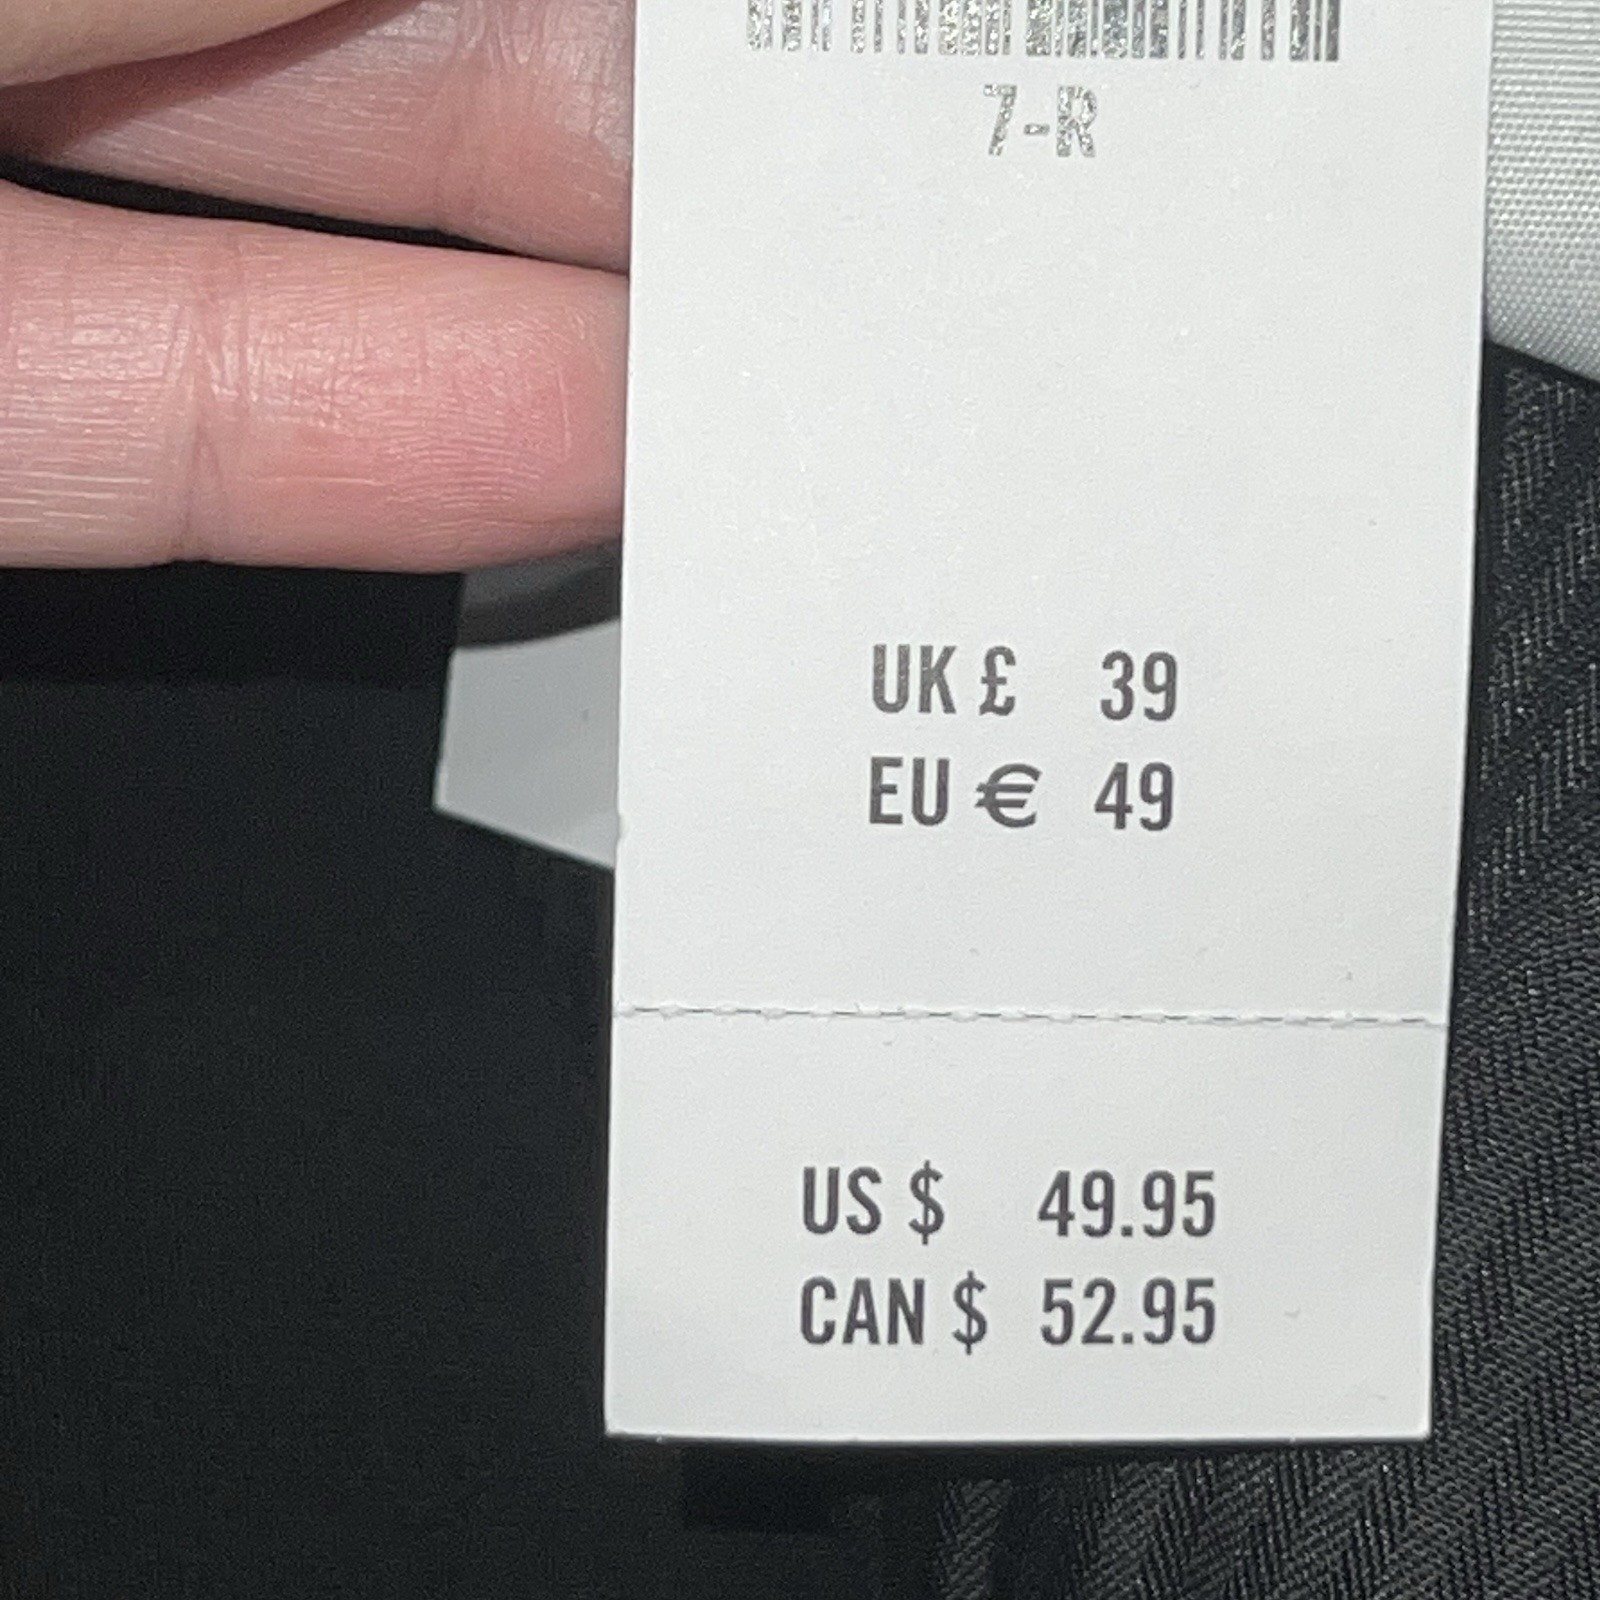 7-R
UK £ 39
EU € 49
US $ 49.95
CAN $ 52.95